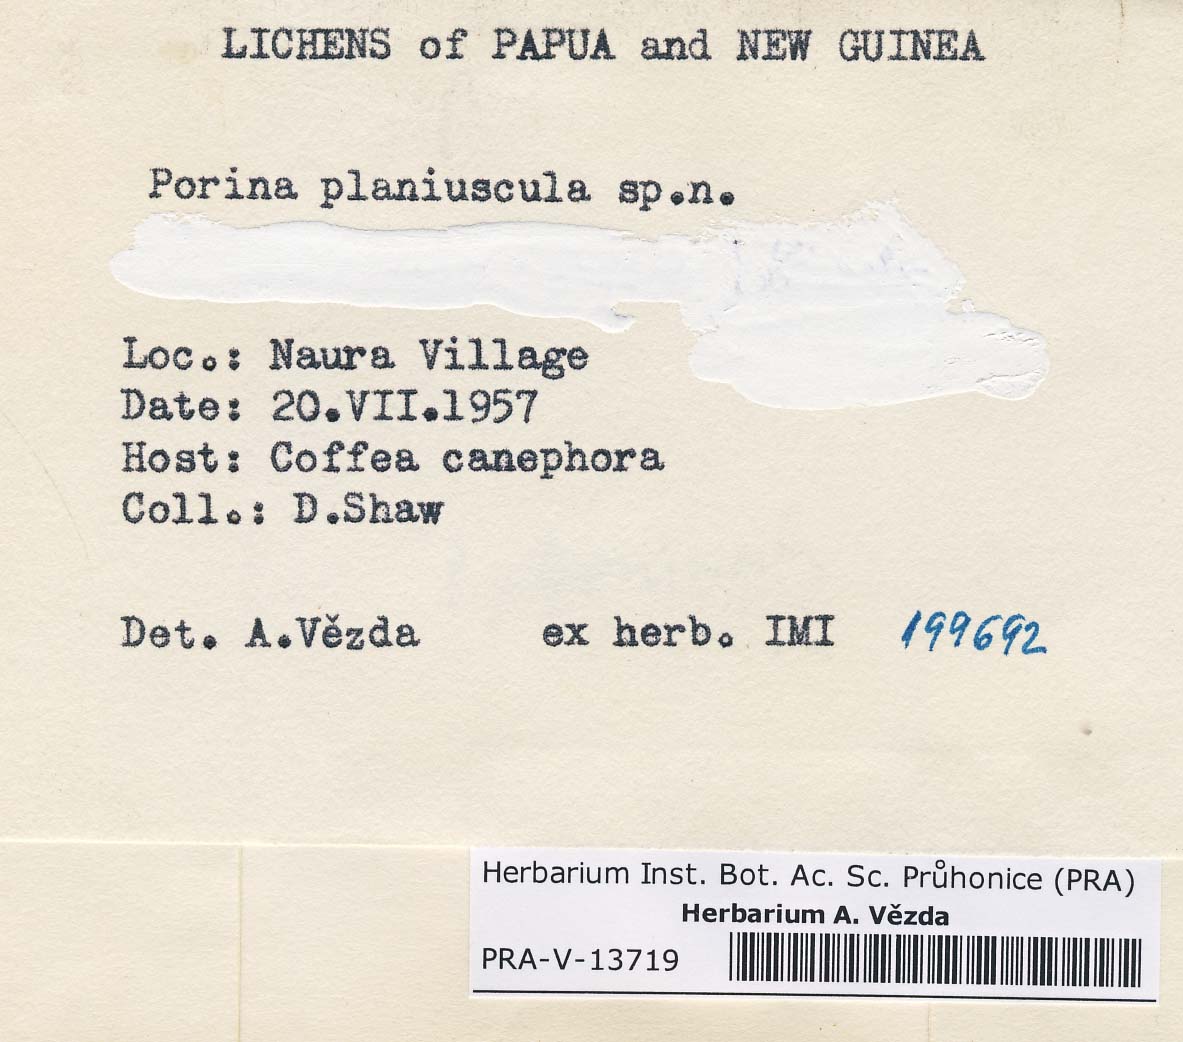 LICHENS of PAPUA and NEW GUINEA
Porina planiuscula sp.n.
Loc.: Naura Village
Date: 20.VII.1957
Host: Coffea canephora
Coll.: D.Shaw
Det. A.Vězda ex herb. IMI 199692
Herbarium Inst. Bot. Ac. Sc. Průhonice (PRA)
Herbarium A. Vězda
PRA-V-13719